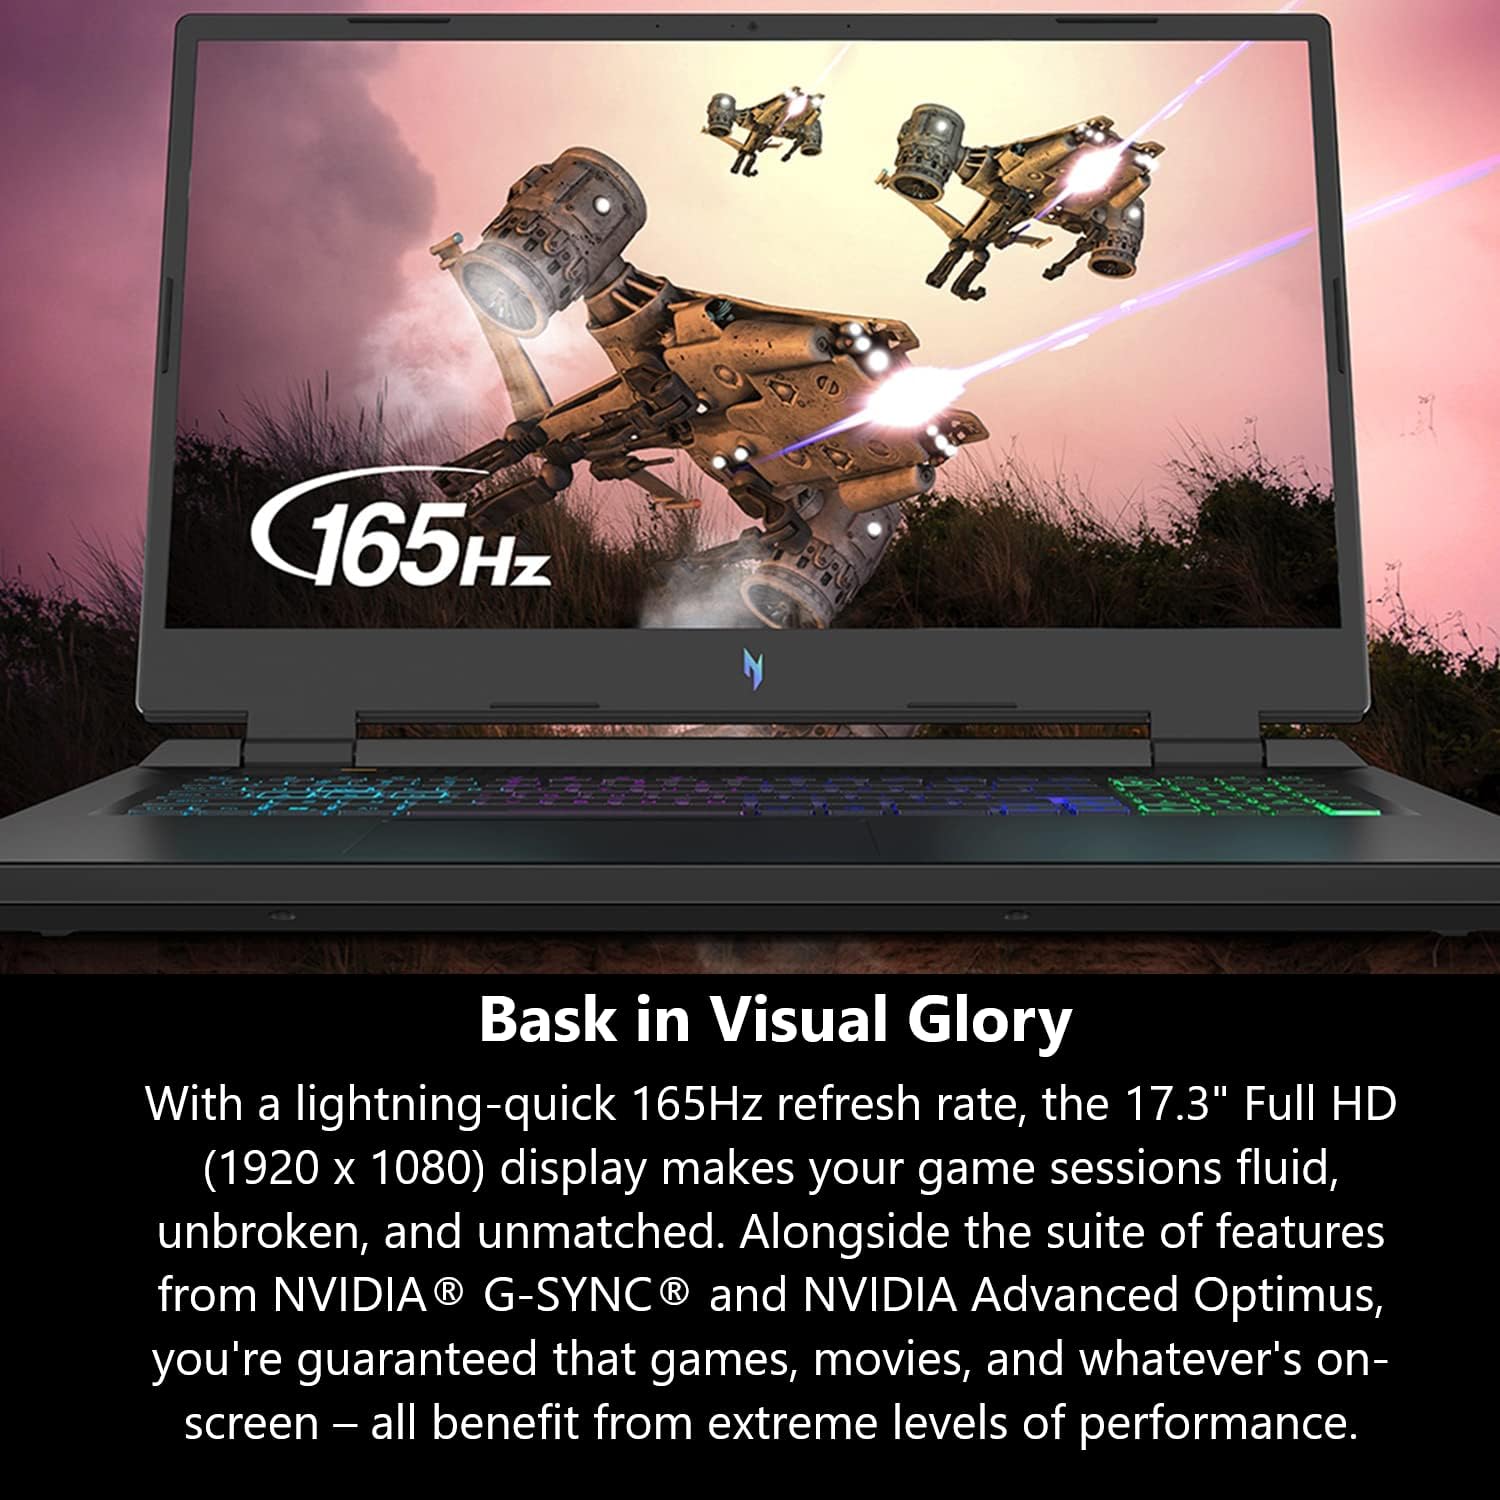 165Hz
Bask in Visual Glory
With a lightning-quick 165Hz refresh rate, the 17.3" Full HD
(1920 x 1080) display makes your game sessions fluid,
unbroken, and unmatched. Alongside the suite of features
from NVIDIA® G-SYNC® and NVIDIA Advanced Optimus,
you're guaranteed that games, movies, and whatever's on-
screen – all benefit from extreme levels of performance.